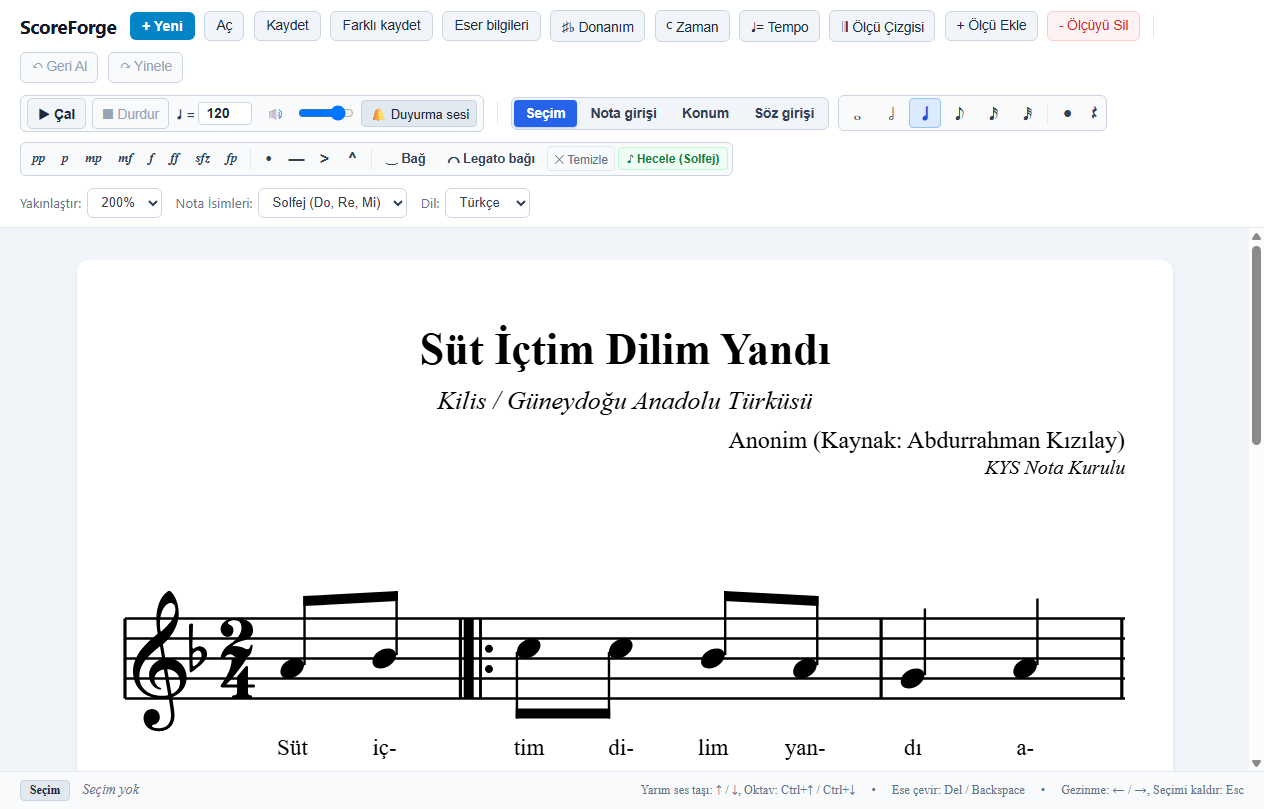 ScoreForge + Yeni Aç Kaydet Farklı kaydet Eser bilgileri ♯♭ Donanım C Zaman ♩= Tempo Ölçü Çizgisi + Ölçü Ekle - Ölçüyü Sil
↶ Geri Al ↷ Yinele
▶ Çal Durdur ♩ = 120 Duyurma sesi Seçim Nota girişi Konum Söz girişi
pp p mp mf f ff sfz fp • — > ^ Bağ Legato bağı Temizle ♪ Hecele (Solfej)
Yakınlaştır: 200% Nota İsimleri: Solfej (Do, Re, Mi) Dil: Türkçe
Süt İçtim Dilim Yandı
Kilis / Güneydoğu Anadolu Türküsü
Anonim (Kaynak: Abdurrahman Kızılay)
KYS Nota Kurulu
2
4
Süt iç- tim di- lim yan- dı a-
Seçim Seçim yok Yarım ses taşı: ↑ / ↓, Oktav: Ctrl+↑ / Ctrl+↓ • Ese çevir: Del / Backspace • Gezinme: ← / →, Seçimi kaldır: Esc